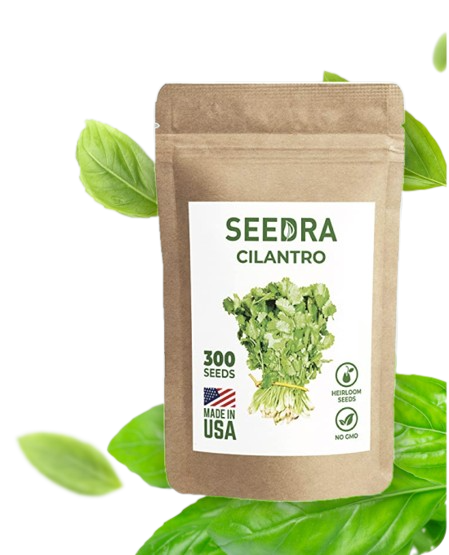 SEEDRA
CILANTRO
300
SEEDS
MADE IN
USA
HEIRLOOM
SEEDS
NO GMO